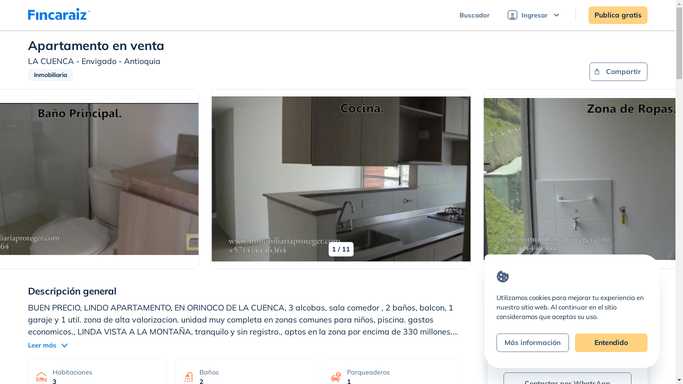 Fincaraiz
Buscador
Ingresar
Publica gratis
Apartamento en venta
LA CUENCA - Envigado - Antioquia
Inmobiliaria
Compartir
Baño Principal.
Cocina.
Zona de Ropas.
1 / 11
Descripción general
BUEN PRECIO, LINDO APARTAMENTO, EN ORINOCO DE LA CUENCA, 3 alcobas, sala comedor , 2 baños, balcon, 1
garaje y 1 util. zona de alta valorizacion. unidad muy completa en zonas comunes para niños, piscina. gastos
economicos., LINDA VISTA A LA MONTAÑA, tranquilo y sin registro., aptos en la zona por encima de 330 millones....
Leer más
Habitaciones
3
Baños
2
Parqueaderos
1
Utilizamos cookies para mejorar tu experiencia en
nuestro sitio web. Al continuar en el sitio
consideramos que aceptas su uso.
Más información
Entendido
Contactar por WhatsApp